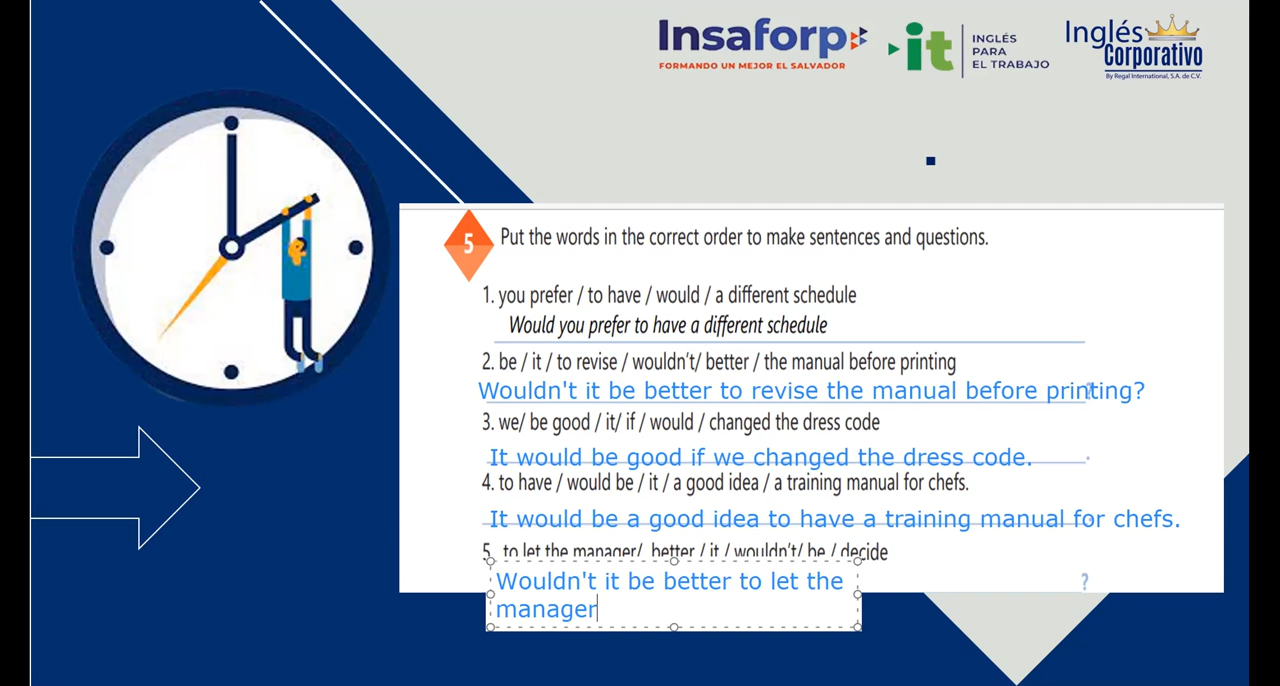 Insaforp
FORMANDO UN MEJOR EL SALVADOR
it
INGLÉS
PARA
EL TRABAJO
Inglés
Corporativo
By Regal International, S.A. de C.V.
5
Put the words in the correct order to make sentences and questions.
1. you prefer / to have / would / a different schedule
Would you prefer to have a different schedule
2. be / it / to revise / wouldn't/ better / the manual before printing
Wouldn't it be better to revise the manual before printing?
?
3. we/ be good / it/ if / would / changed the dress code
It would be good if we changed the dress code.
.
4. to have / would be / it / a good idea / a training manual for chefs.
It would be a good idea to have a training manual for chefs.
5. to let the manager/ better / it / wouldn't/ be / decide
Wouldn't it be better to let the
manager
?